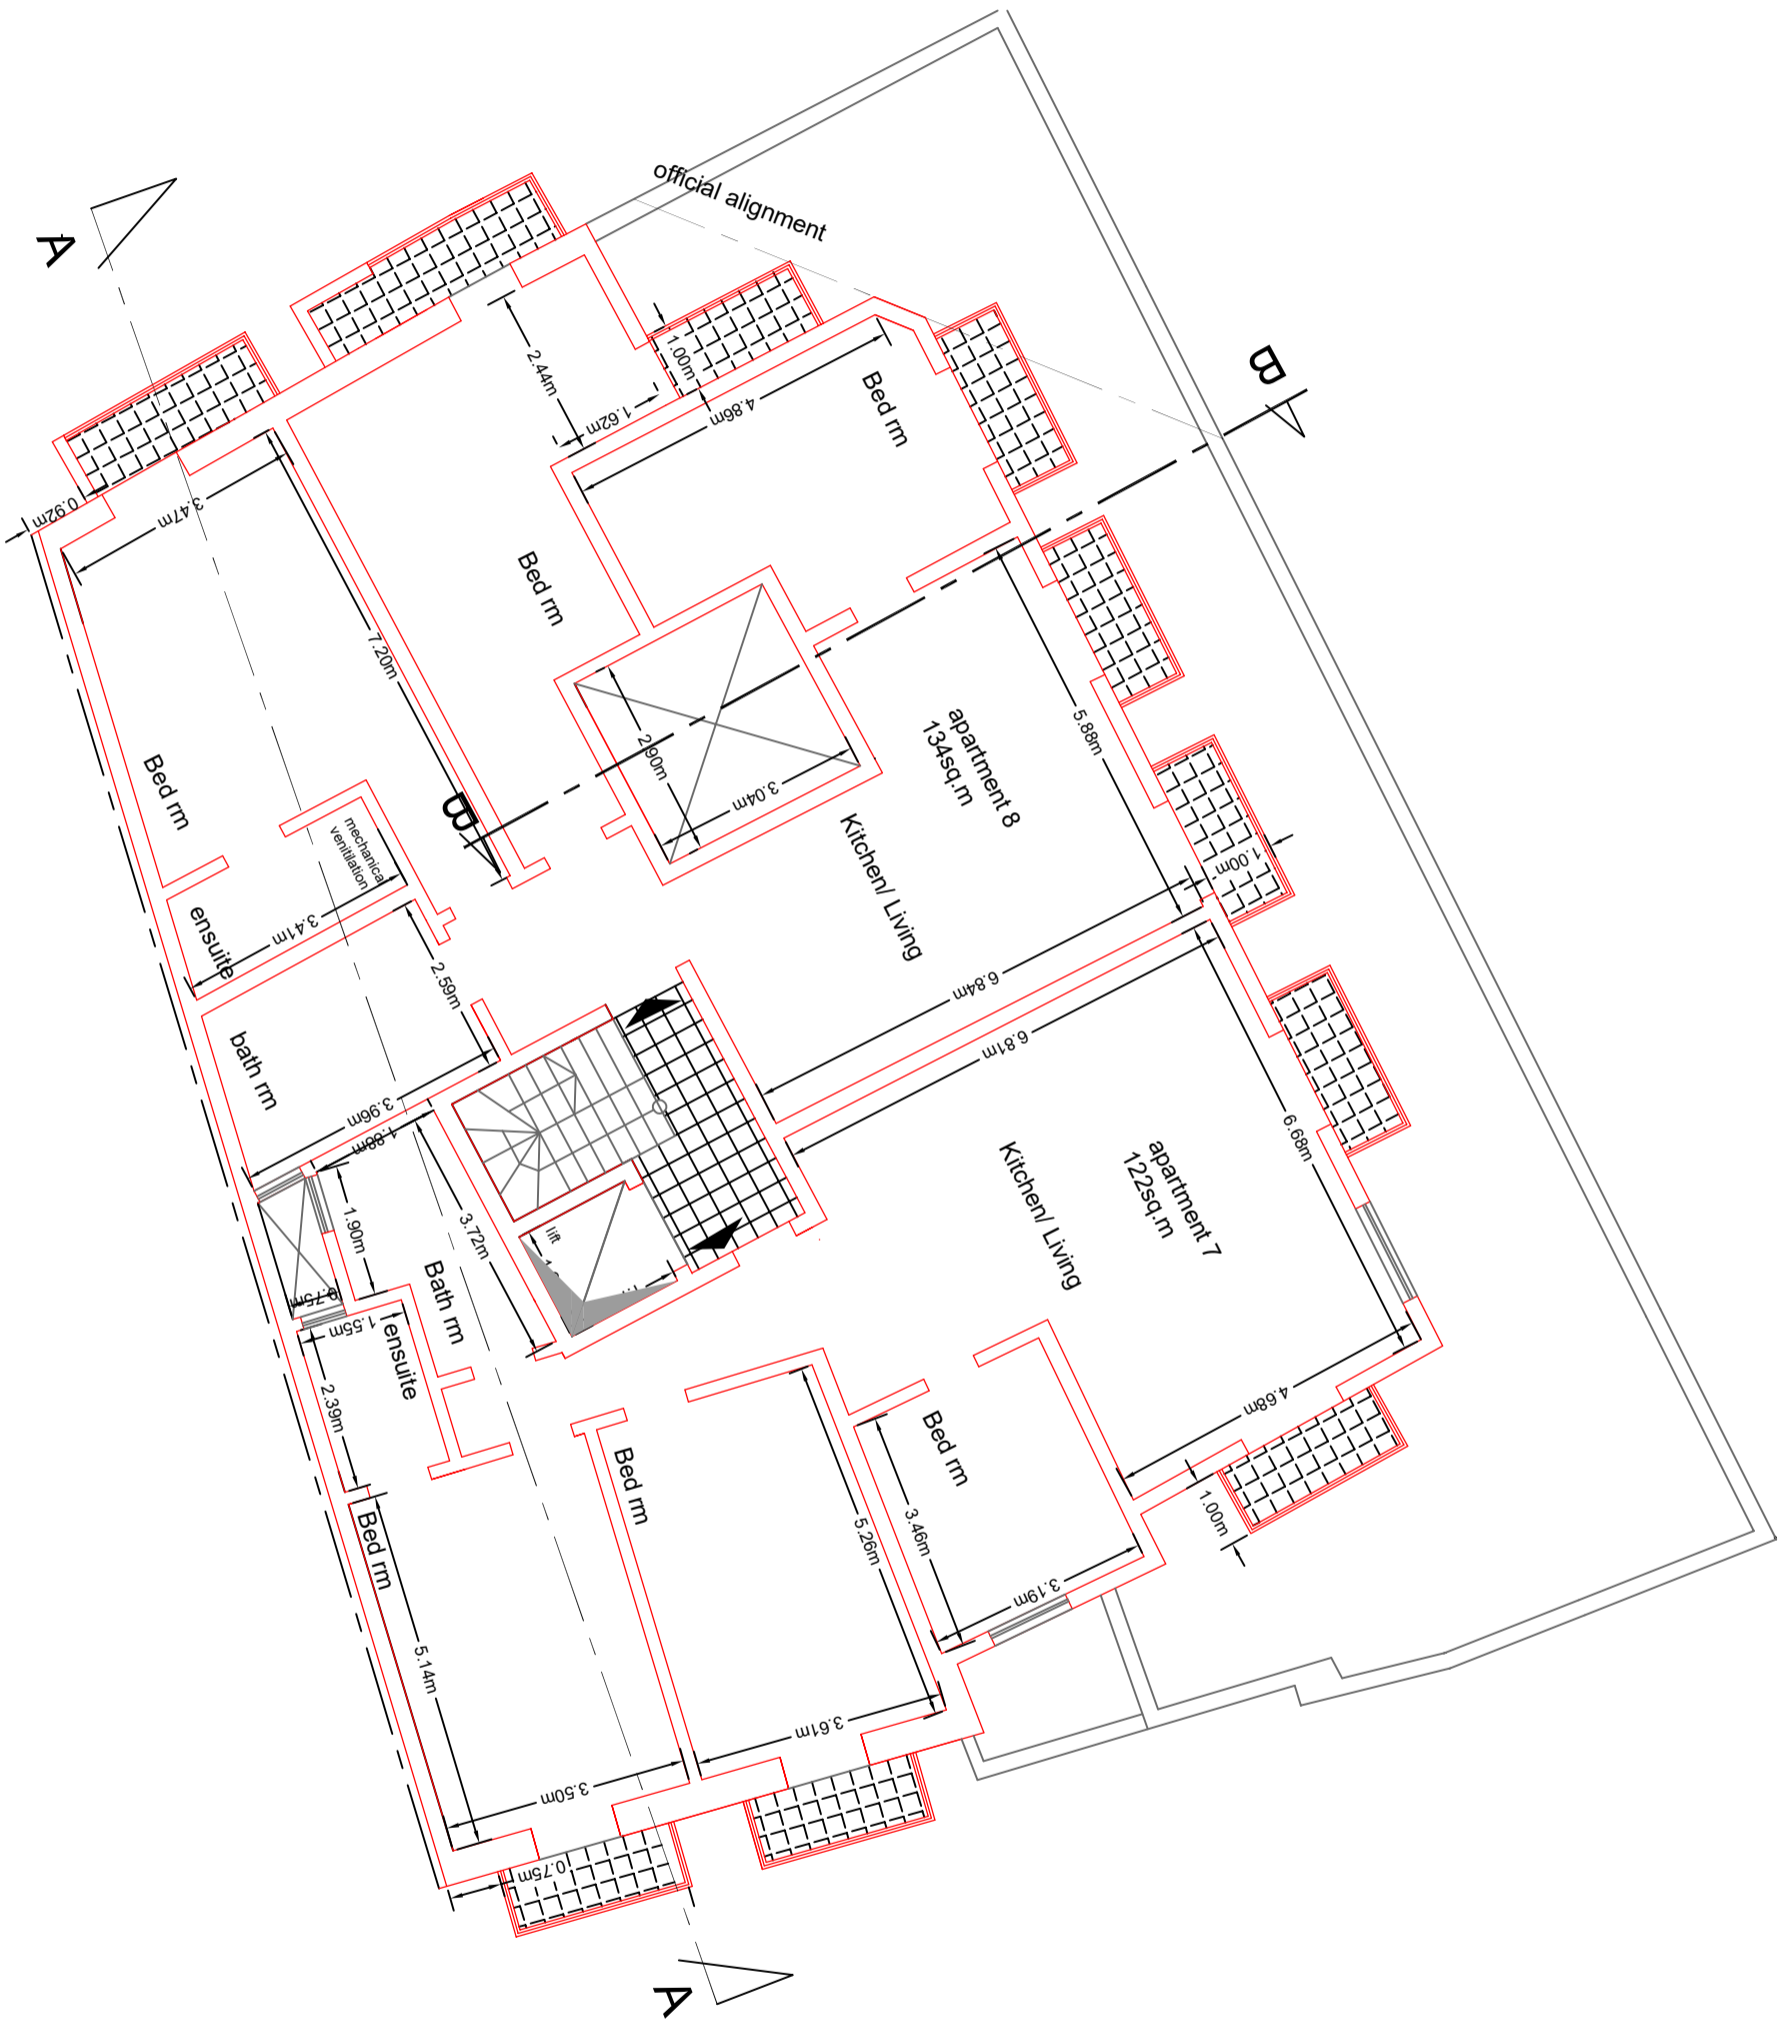 official alignment
A
B
1.00m
2.44m
1.62m
4.86m
Bed rm
0.92m
3.47m
Bed rm
7.20m
2.90m
3.04m
apartment 8
134sq.m
5.88m
Bed rm
B
mechanical
venitilation
Kitchen/ Living
1.00m
ensuite
3.41m
2.59m
6.84m
6.81m
bath rm
3.96m
1.88m
6.68m
apartment 7
122sq.m
Kitchen/ Living
1.90m
3.72m
lift
Bath rm
0.75m
1.55m
ensuite
2.39m
4.68m
Bed rm
Bed rm
1.00m
3.46m
5.26m
Bed rm
3.19m
5.14m
3.61m
3.50m
0.75m
A